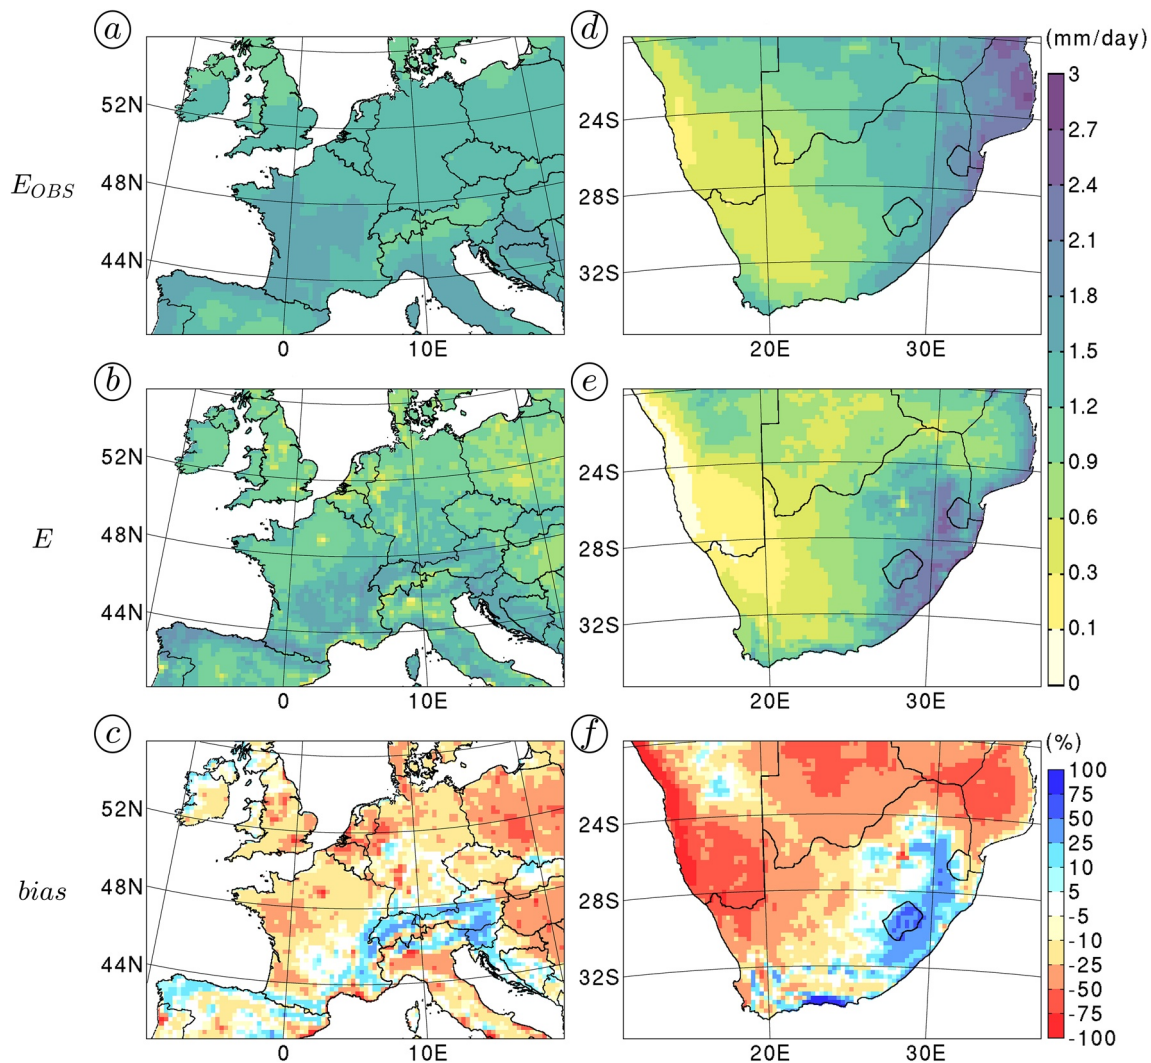 a
52N
48N
44N
0
10E
E_OBS
d
24S
28S
32S
20E
30E
(mm/day)
3
2.7
2.4
2.1
1.8
1.5
1.2
0.9
0.6
0.3
0.1
0
b
52N
48N
44N
0
10E
E
e
24S
28S
32S
20E
30E
c
52N
48N
44N
0
10E
bias
f
24S
28S
32S
20E
30E
(%)
100
75
50
25
10
5
-5
-10
-25
-50
-75
-100